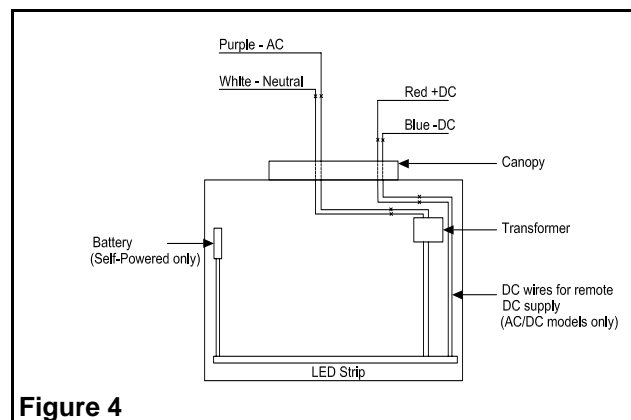 Purple - AC
White - Neutral
Red +DC
Blue -DC
Canopy
Battery
(Self-Powered only)
Transformer
DC wires for remote
DC supply
(AC/DC models only)
LED Strip
Figure 4